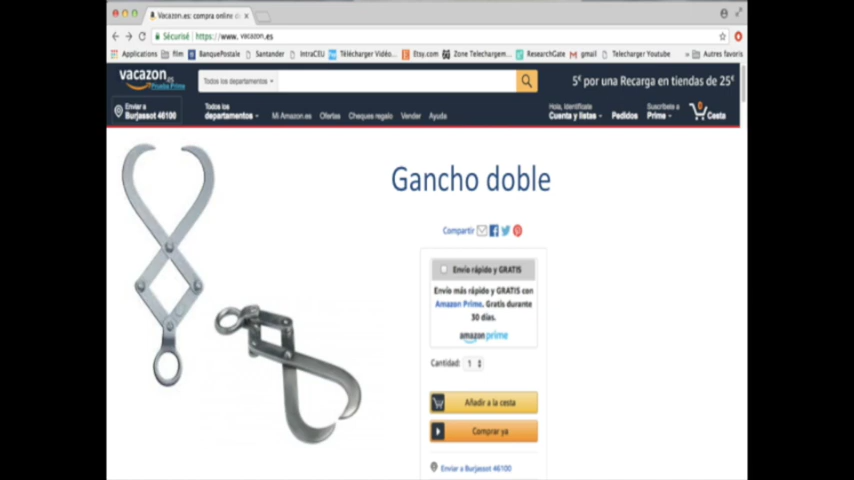 Vacazon.es: compra online de
Sécurisé https://www. vacazon.es
Applications film BanquePostale Santander IntraCEU Télécharger Vidéo... Etsy.com Zone Telechargem... ResearchGate gmail Telecharger Youtube » Autres favoris
vacazon.es
Prueba Prime
Todos los departamentos
5€ por una Recarga en tiendas de 25€
Enviar a
Burjassot 46100
Todos los
departamentos
Mi Amazon.es Ofertas Cheques regalo Vender Ayuda
Hola, Identifícate
Cuenta y listas
Pedidos
Suscríbete a
Prime
0
Cesta
Gancho doble
Compartir
Envío rápido y GRATIS
Envío más rápido y GRATIS con
Amazon Prime. Gratis durante
30 días.
amazon prime
Cantidad: 1
Añadir a la cesta
Comprar ya
Enviar a Burjassot 46100